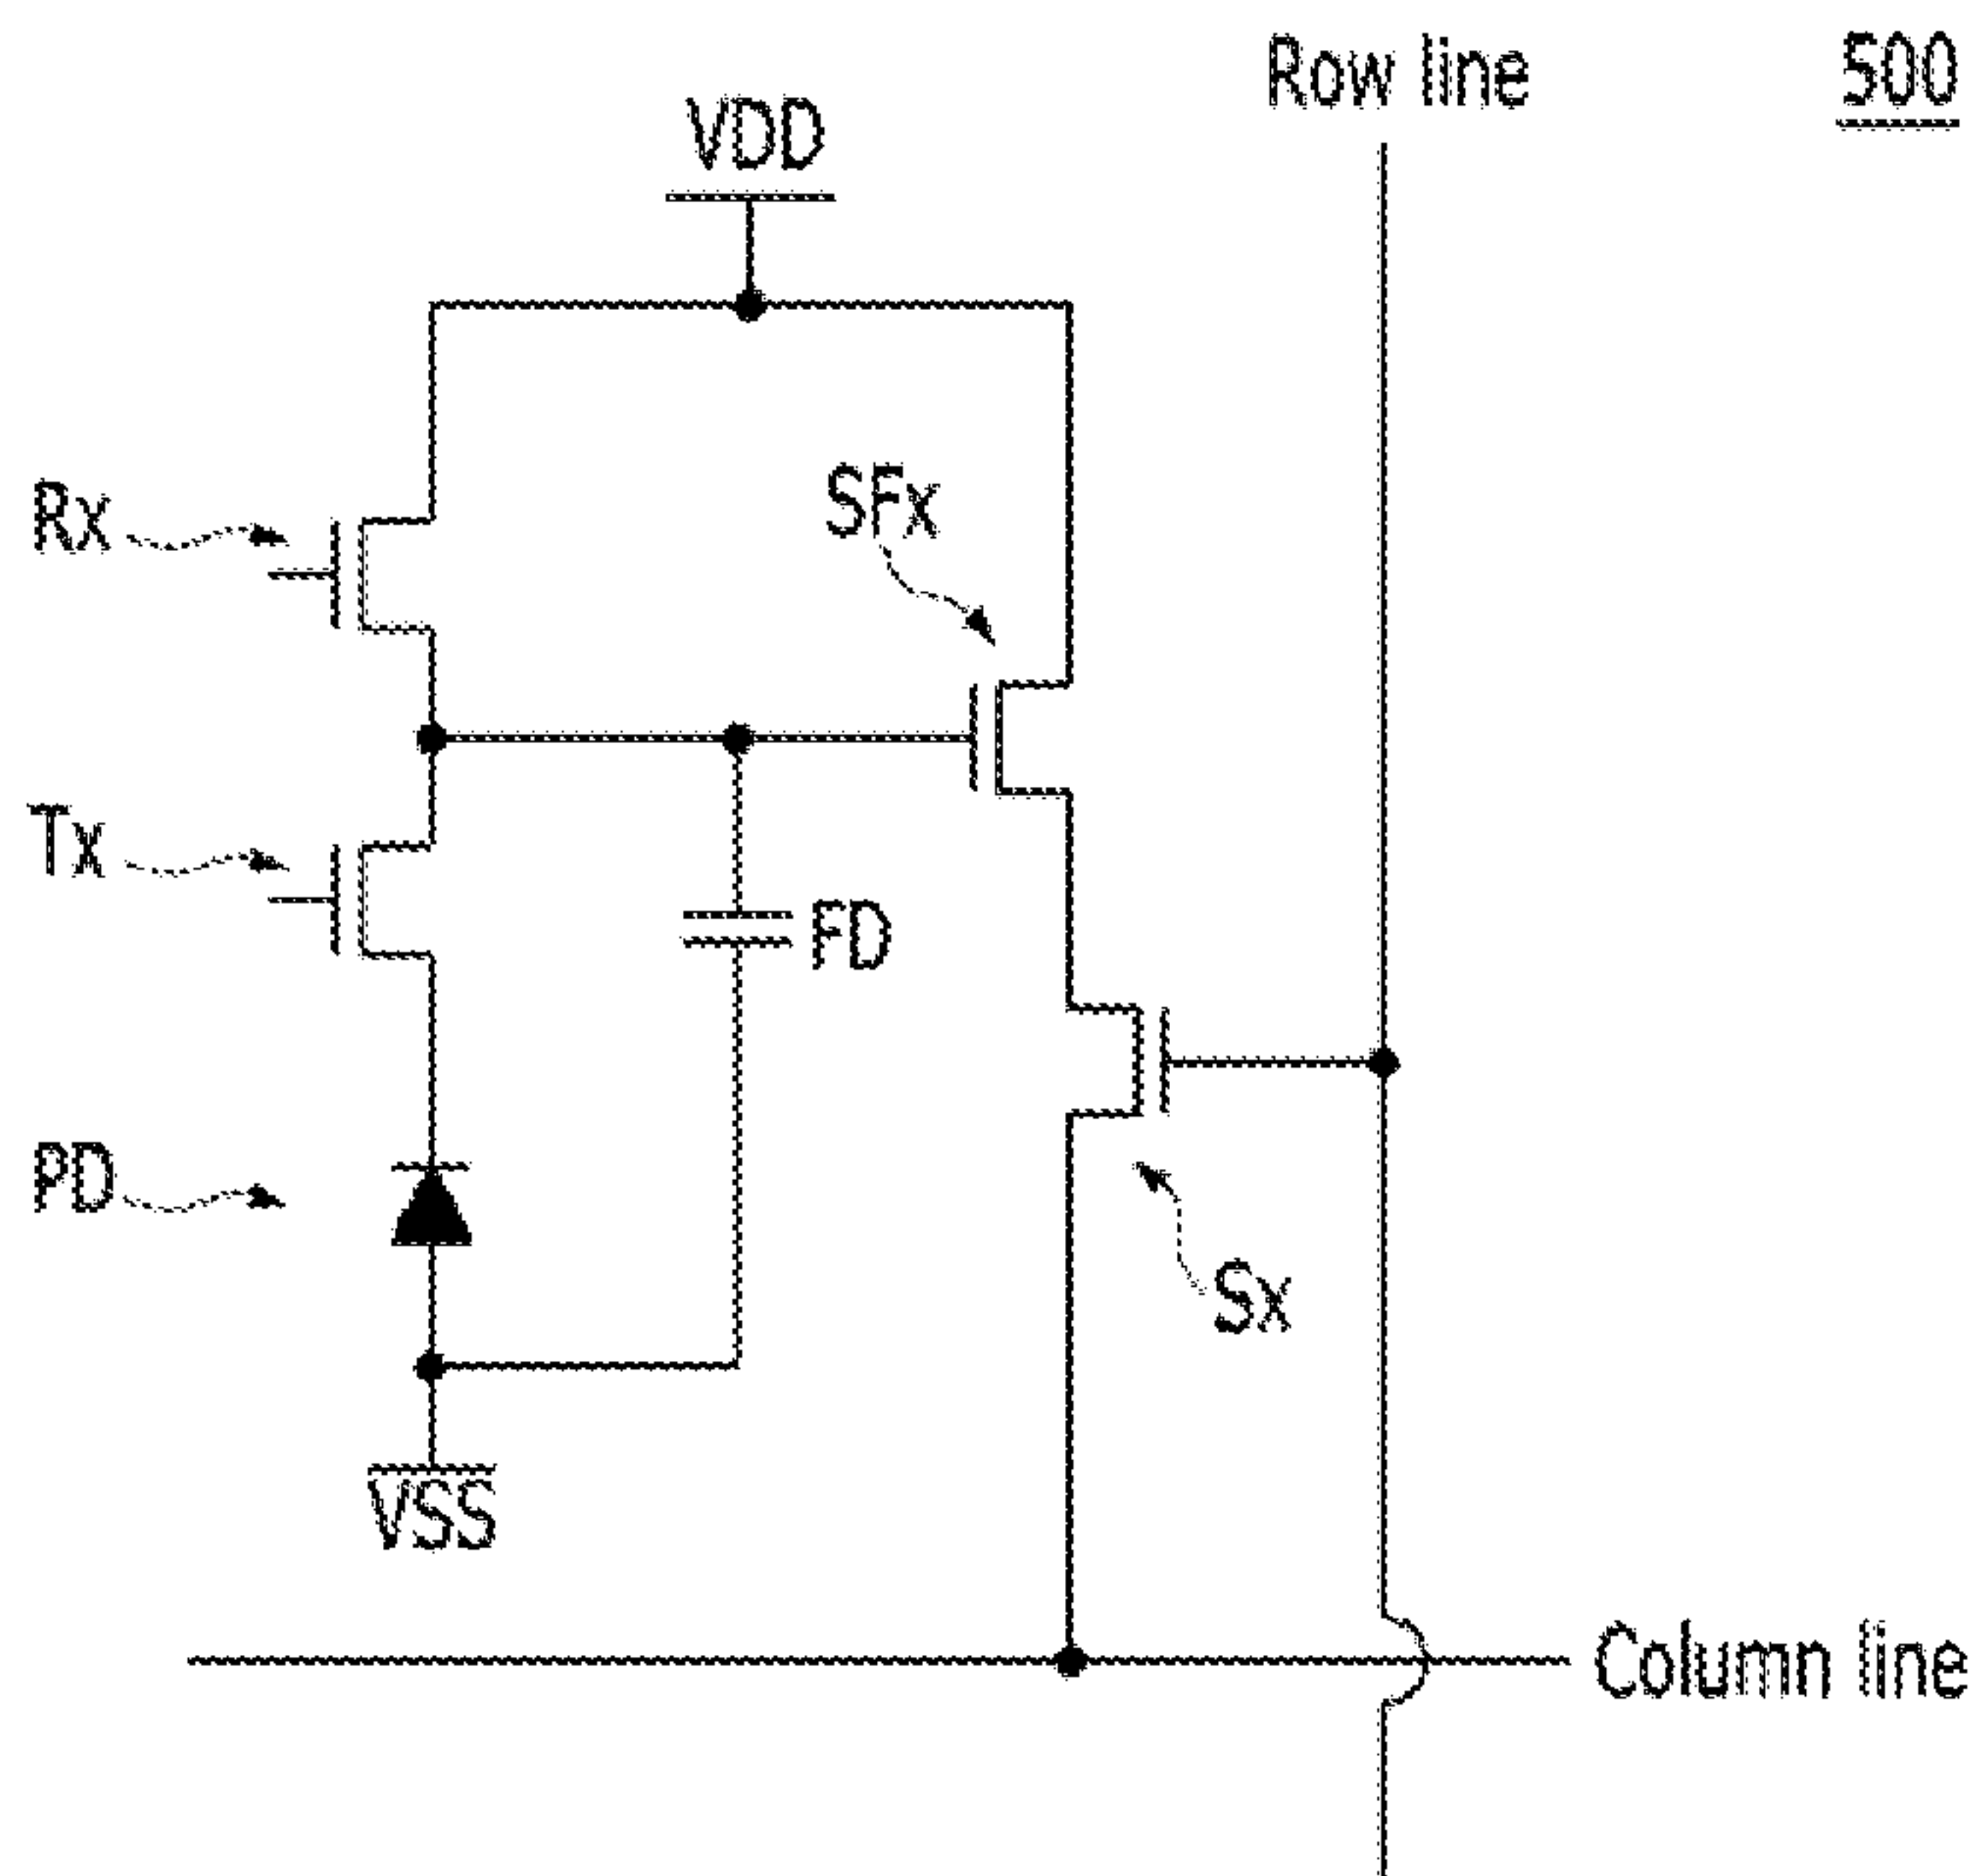 Row line
500
VDD
Rx
SFx
Tx
FD
PD
Sx
VSS
Column line